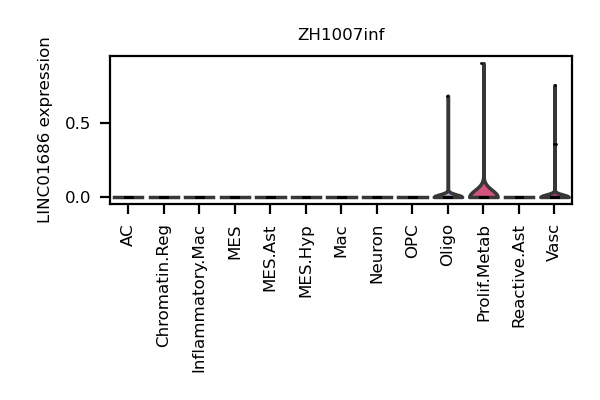 ZH1007inf
LINC01686 expression
0.5
0.0
AC
Chromatin.Reg
Inflammatory.Mac
MES
MES.Ast
MES.Hyp
Mac
Neuron
OPC
Oligo
Prolif.Metab
Reactive.Ast
Vasc